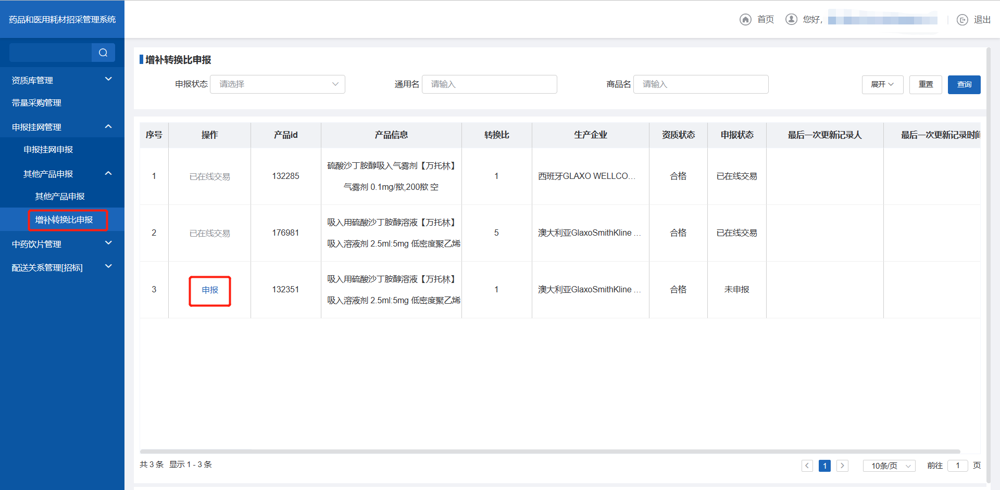 药品和医用耗材招采管理系统
首页
您好,
退出
资质库管理
带量采购管理
申报挂网管理
申报挂网申报
其他产品申报
其他产品申报
增补转换比申报
中药饮片管理
配送关系管理[招标]
增补转换比申报
申报状态 请选择 通用名 请输入 商品名 请输入 展开 重置 查询
序号 操作 产品id 产品信息 转换比 生产企业 资质状态 申报状态 最后一次更新记录人 最后一次更新记录时间
1 已在线交易 132285 硫酸沙丁胺醇吸入气雾剂【万托林】 1 西班牙GLAXO WELLCO... 合格 已在线交易
气雾剂 0.1mg/揿,200揿 空
2 已在线交易 176981 吸入用硫酸沙丁胺醇溶液【万托林】 5 澳大利亚GlaxoSmithKline ... 合格 已在线交易
吸入溶液剂 2.5ml:5mg 低密度聚乙烯
3 申报 132351 吸入用硫酸沙丁胺醇溶液【万托林】 1 澳大利亚GlaxoSmithKline ... 合格 未申报
吸入溶液剂 2.5ml:5mg 低密度聚乙烯
共 3 条 显示 1 - 3 条
1 10条/页 前往 1 页